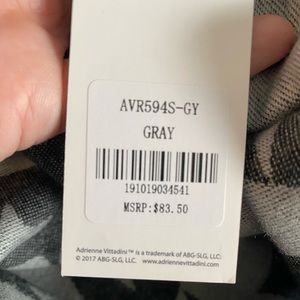 AVR594S-GY
GRAY
191019034541
MSRP:$83.50
Adrienne Vittadini™ is a trademark of ABG-SLG, LLC.
© 2017 ABG-SLG, LLC. www.adriennevittadini.com